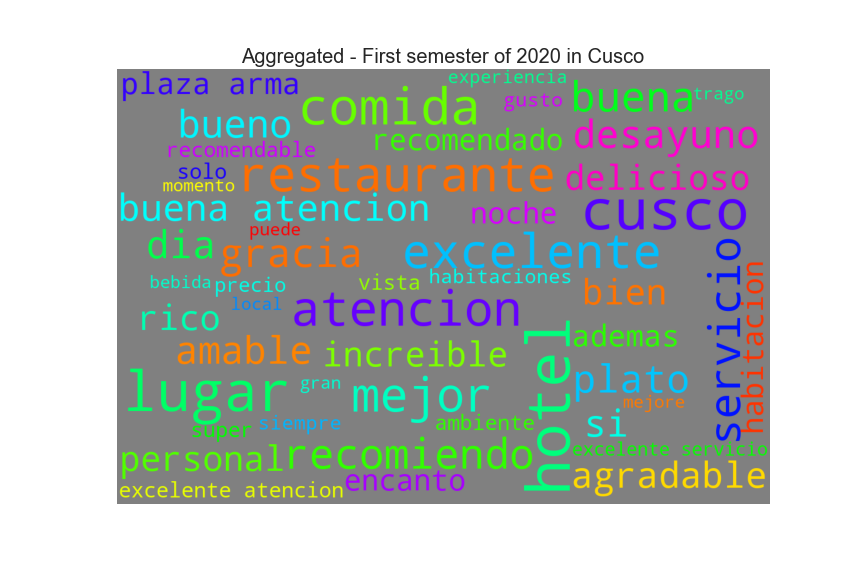 Aggregated - First semester of 2020 in Cusco
plaza arma
experiencia
comida
gusto
buena
trago
bueno
recomendado
desayuno
recomendable
solo
momento
restaurante
delicioso
buena atencion
noche
cusco
puede
dia
gracia
excelente
servicio
bebida
precio
vista
habitaciones
bien
habitacion
local
rico
atencion
hotel
ademas
amable
increible
lugar
gran
mejor
plato
mejore
super
siempre
ambiente
si
personal
recomiendo
excelente servicio
excelente atencion
encanto
agradable